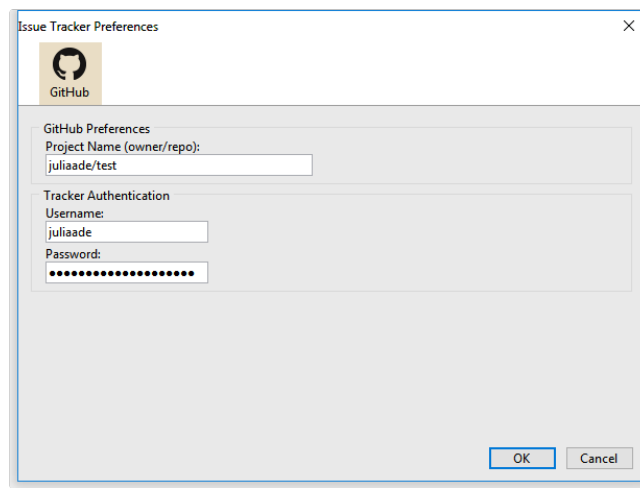 Issue Tracker Preferences
GitHub
GitHub Preferences
Project Name (owner/repo):
juliaade/test
Tracker Authentication
Username:
juliaade
Password:
●●●●●●●●●●●●●●●●●●●●
OK Cancel